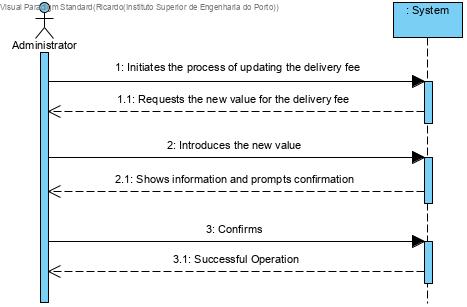 Visual Paradigm Standard(Ricardo(Instituto Superior de Engenharia do Porto))
: System
Administrator
1: Initiates the process of updating the delivery fee
1.1: Requests the new value for the delivery fee
2: Introduces the new value
2.1: Shows information and prompts confirmation
3: Confirms
3.1: Successful Operation